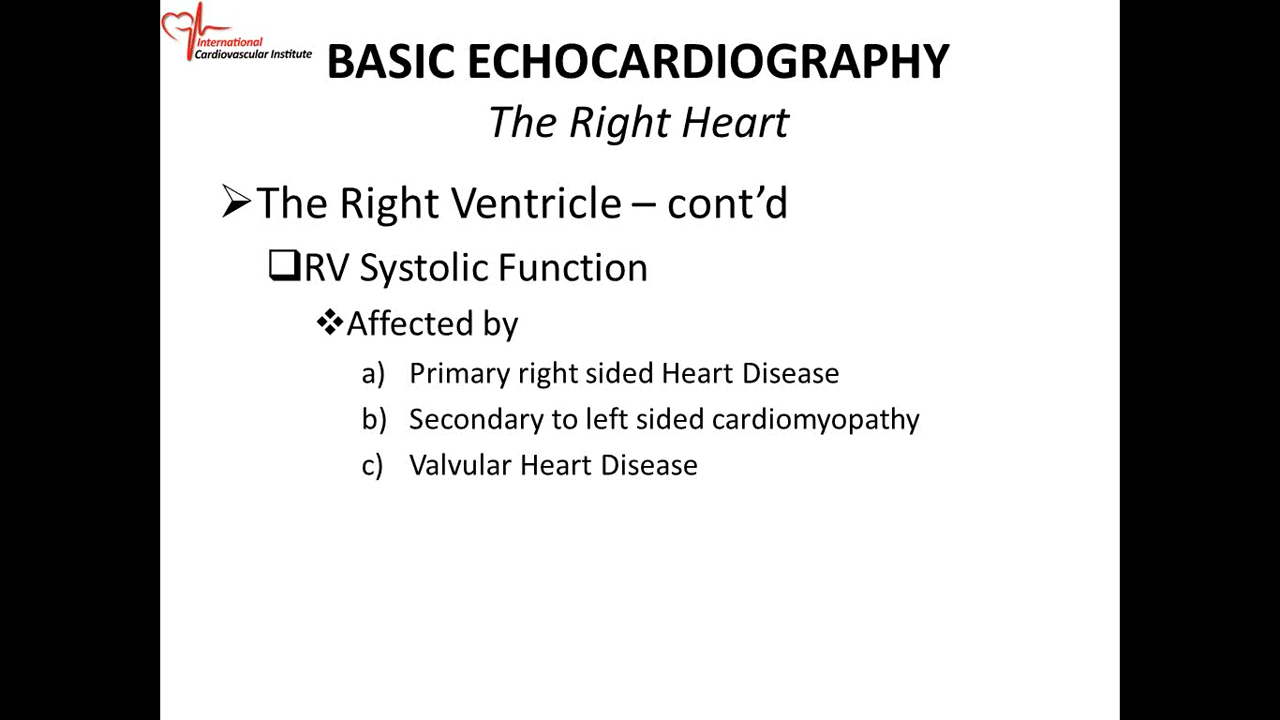 International
Cardiovascular Institute
BASIC ECHOCARDIOGRAPHY
The Right Heart
The Right Ventricle – cont’d
RV Systolic Function
Affected by
a) Primary right sided Heart Disease
b) Secondary to left sided cardiomyopathy
c) Valvular Heart Disease